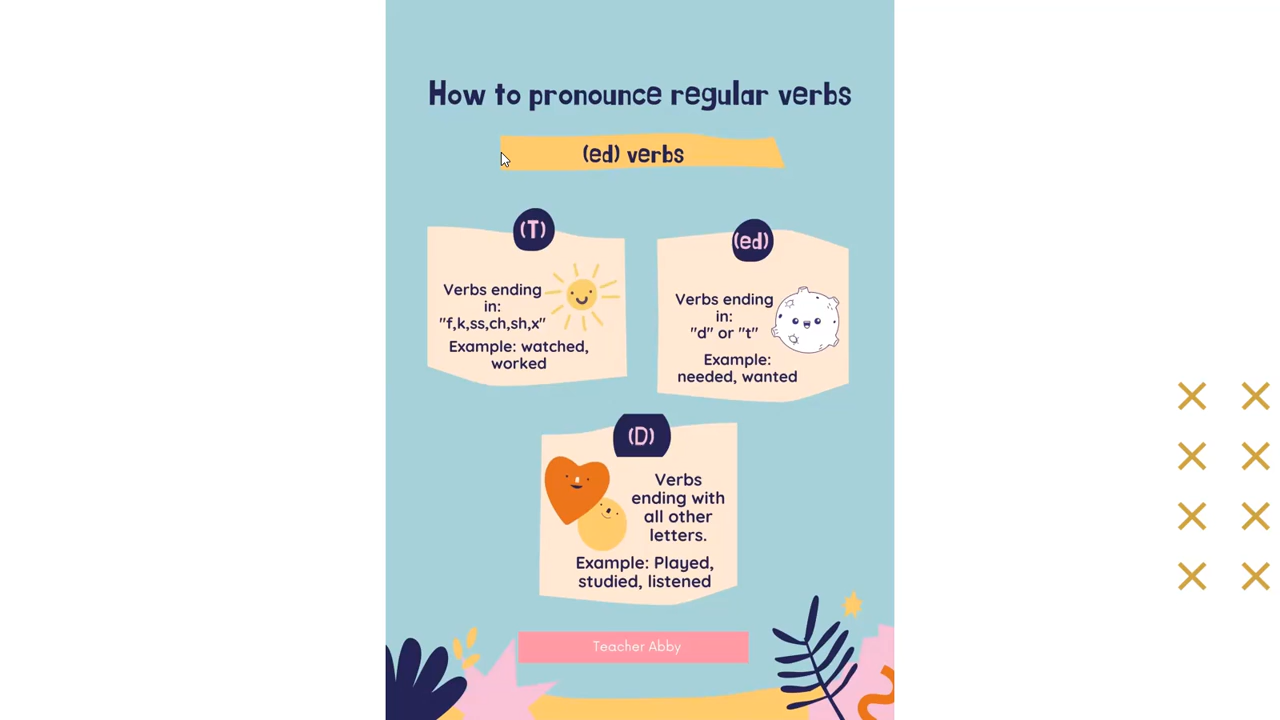 How to pronounce regular verbs
(ed) verbs
(T)
Verbs ending
in:
"f,k,ss,ch,sh,x"
Example: watched,
worked
(ed)
Verbs ending
in:
"d" or "t"
Example:
needed, wanted
(D)
Verbs
ending with
all other
letters.
Example: Played,
studied, listened
Teacher Abby